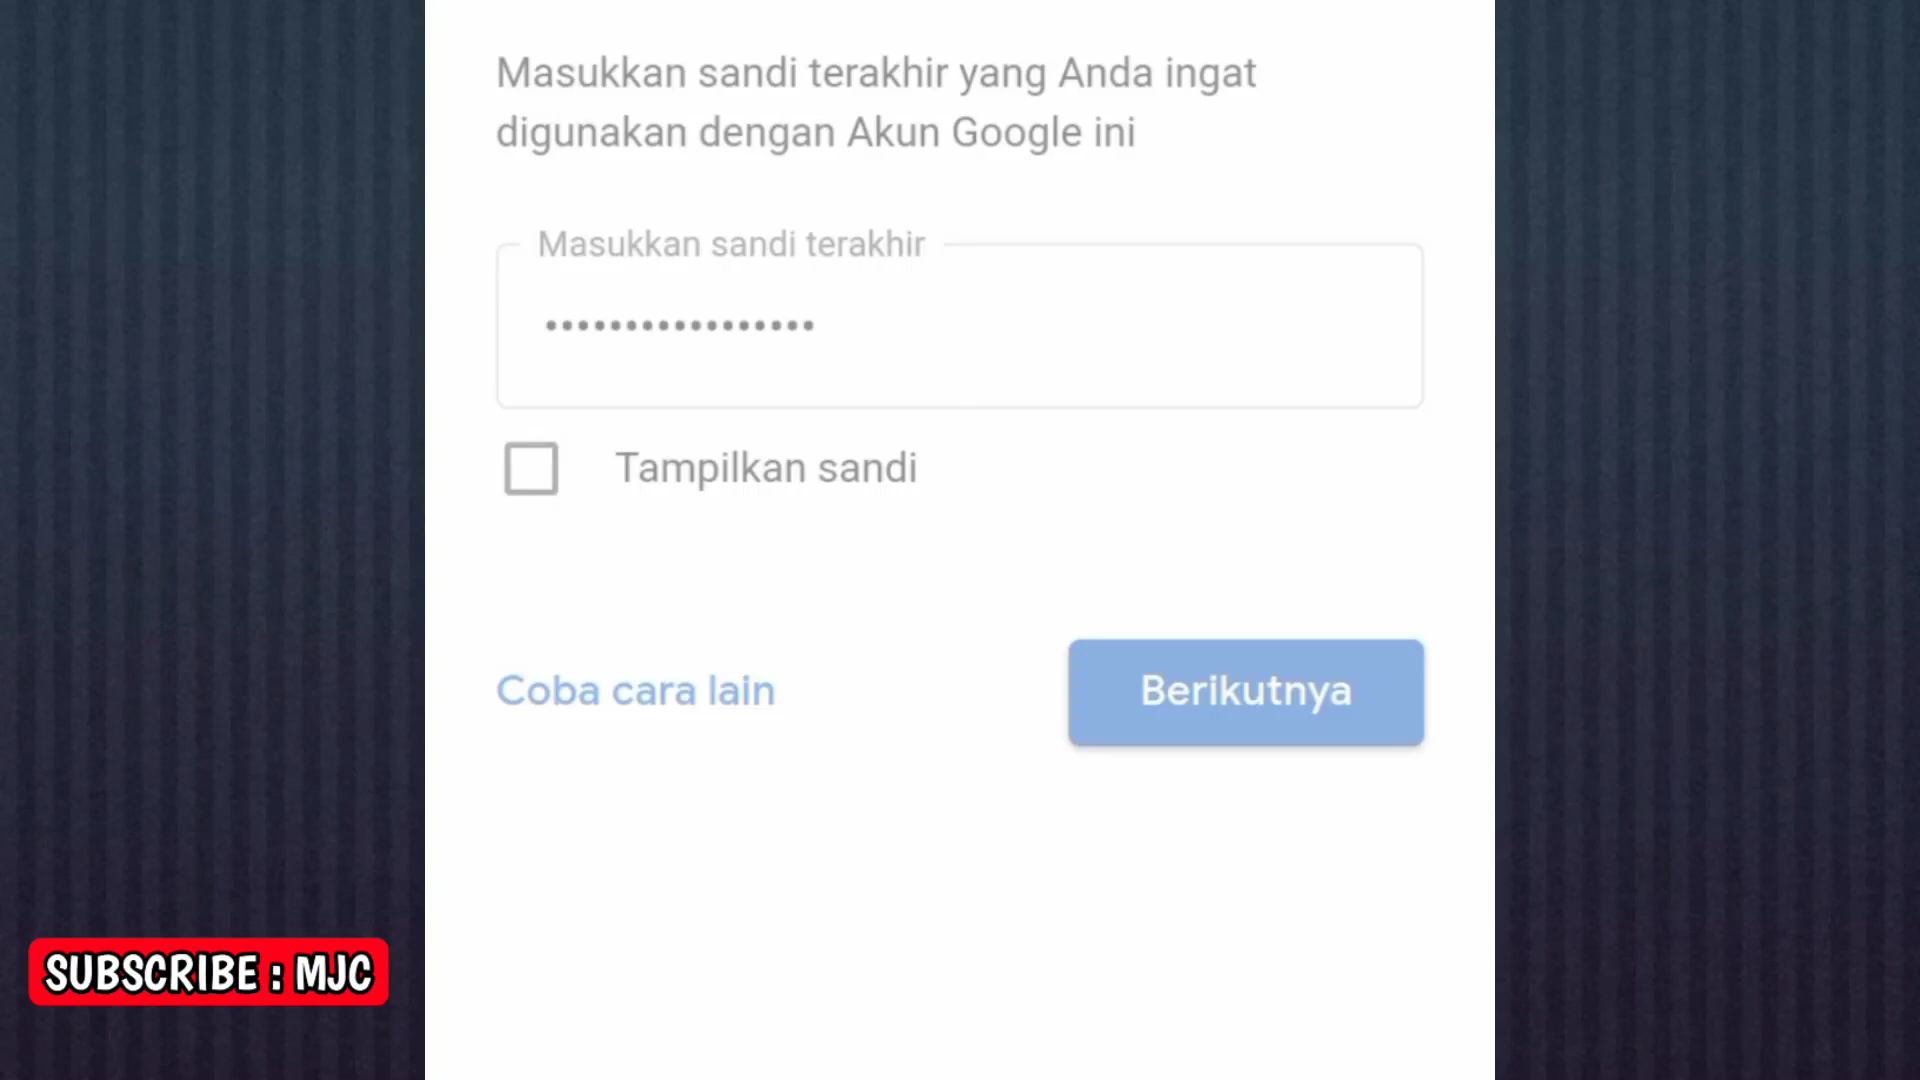 Masukkan sandi terakhir yang Anda ingat
digunakan dengan Akun Google ini
Masukkan sandi terakhir
•••••••••••••••••
Tampilkan sandi
Coba cara lain
Berikutnya
SUBSCRIBE : MJC